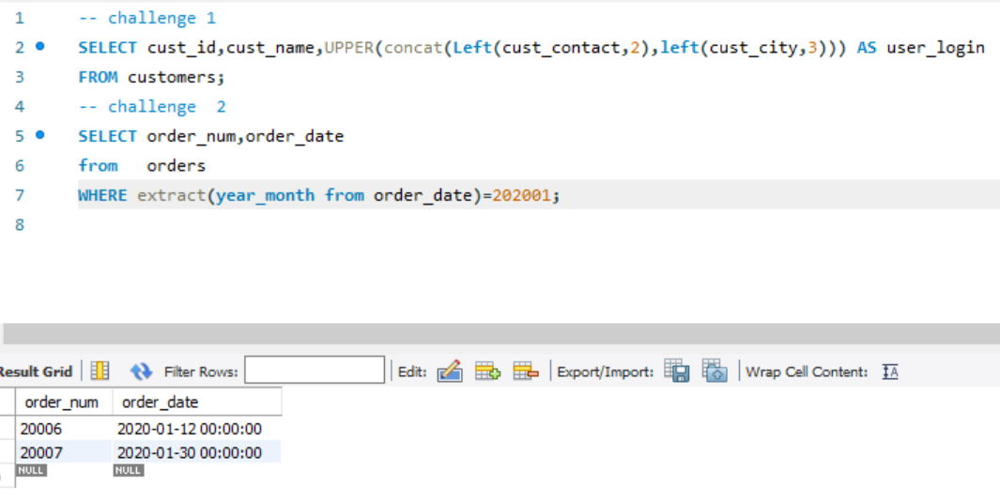 1 -- challenge 1
2 SELECT cust_id,cust_name,UPPER(concat(Left(cust_contact,2),left(cust_city,3))) AS user_login
3 FROM customers;
4 -- challenge  2
5 SELECT order_num,order_date
6 from   orders
7 WHERE extract(year_month from order_date)=202001;
8
Result Grid Filter Rows: Edit: Export/Import: Wrap Cell Content: IA
order_num order_date
20006 2020-01-12 00:00:00
20007 2020-01-30 00:00:00
NULL NULL